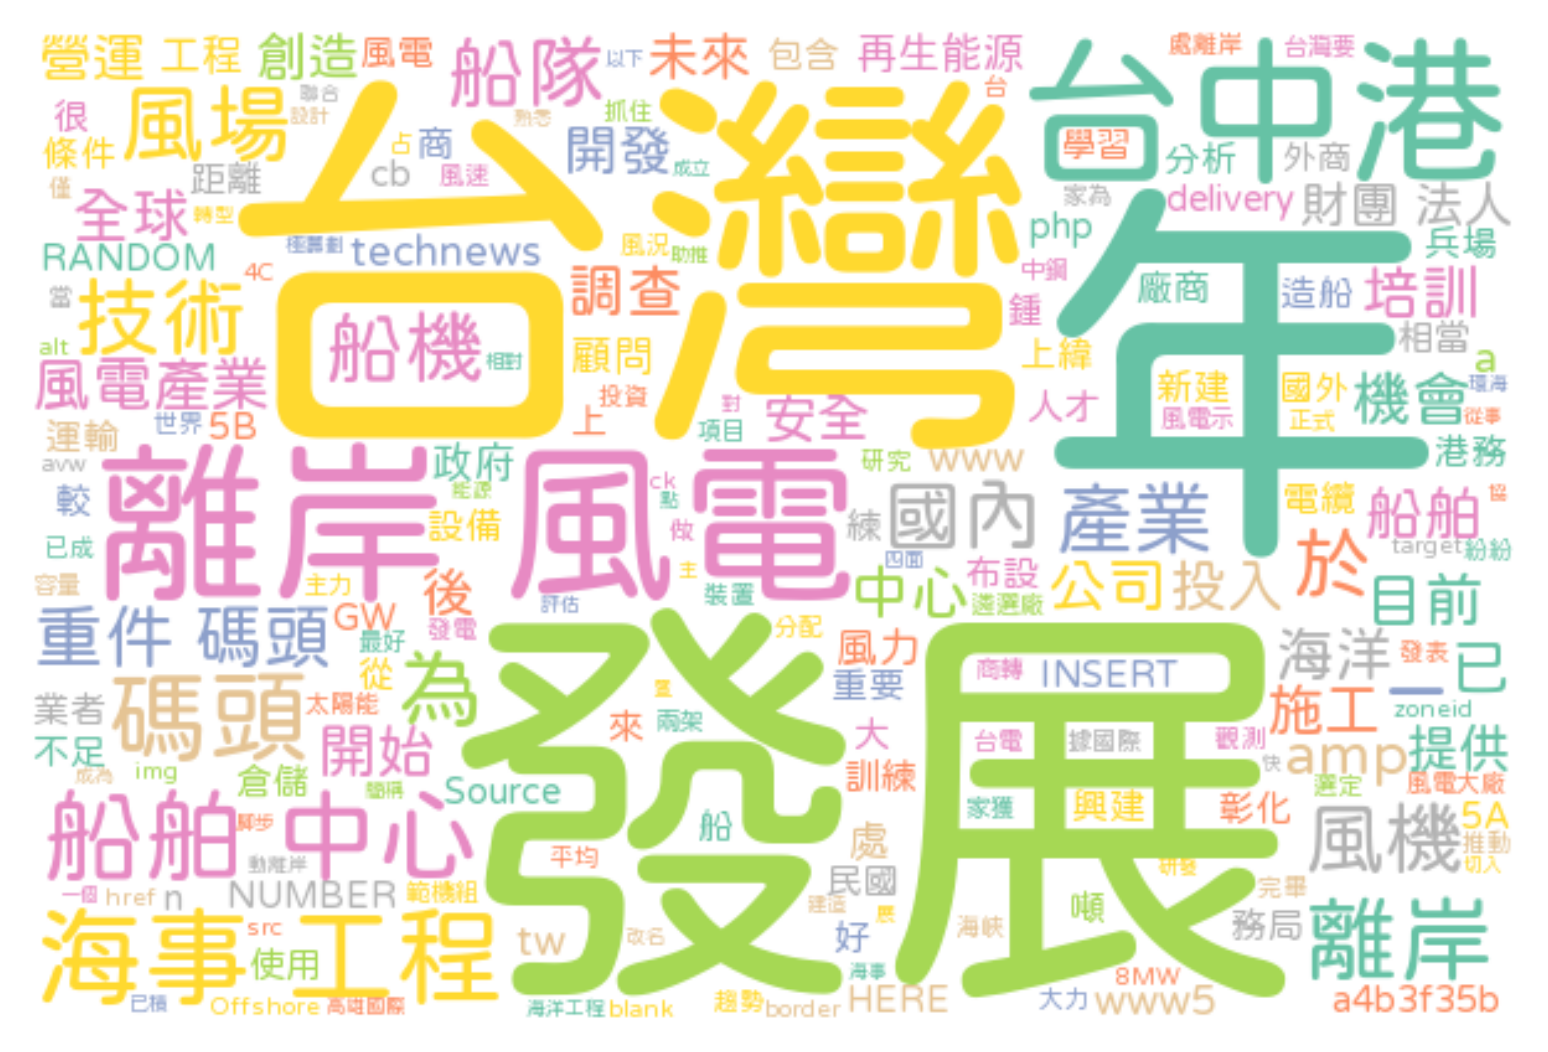 營運 工程 創造 風電 船隊 以下 未來 包含 再生能源 台中港 處離岸 台灣要
很 風場 聯合 設計 台灣 熱悉 抓住 台 學習
條件 占 商 開發 成立 分析 外商
僅 距離 cb 風速 家為 delivery 財團 法人
全球 轉型 php 兵場
RANDOM 極籌劃 technews 風況 助推 年
當 4C 技術 調查 中鋼 廠商 造船 培訓
船機 鍾 相當
alt 相對 顧問 上緯 a
風電產業 投資 新建 國外 機會 環海
世界 5B 上 對 安全 人才 風電示 正式 從事
運輸 項目
avw 離岸風電 政府 研究 www 港務
較 能源 ck 點 國內 產業 電纜 船舶 協
已成 設備 做 練 target 紛紛
容量 主力 後 主 四面 布設 於
評估 裝置 中心 遴選廠 公司 投入 目前
重件 碼頭 GW 發電 發展 分配
最好 風力 商轉 INSERT 海洋 發表 已
碼頭 從 為 置 重要 一
業者 太陽能 來 兩架 大 台電 據國際 觀測 施工 zoneid
不足 開始 快 amp 提供
成為 img 倉儲 簡稱 Source 訓練 選定 風電大廠
船舶 中心 腳步 船 家獲 興建 彰化 風機 5A
動離岸 平均 處 推動
一個 href n NUMBER 範機組 民國 研發 完畢 切入
海事工程 src 建造 展 噸 務局 離岸
使用 tw 改名 好 海峽
海事 8MW
已積 Offshore 高雄國際 海洋工程 blank 趨勢 border HERE 大力 www5 a4b3f35b